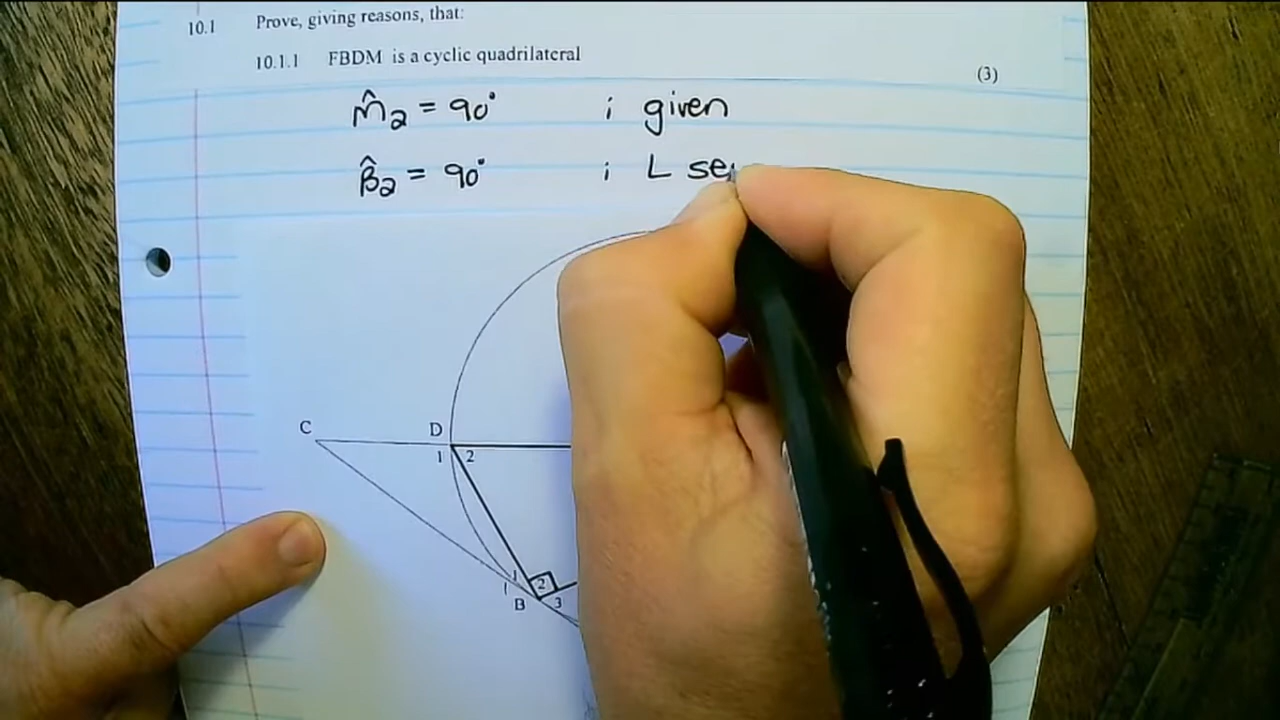 10.1 Prove, giving reasons, that:
10.1.1 FBDM is a cyclic quadrilateral
(3)
M̂2 = 90° ; given
B̂2 = 90° ; L se
C D
1 2
1 2
1
B 3